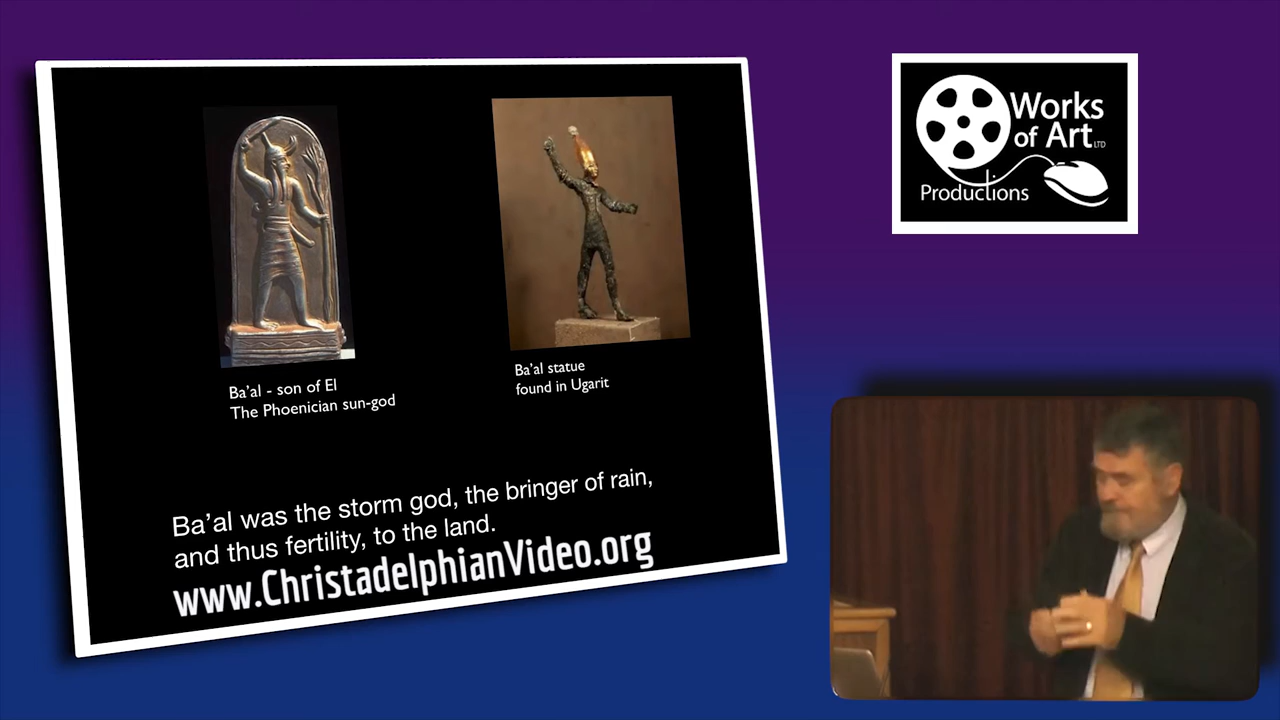 Ba'al - son of El
The Phoenician sun-god
Ba'al statue
found in Ugarit
Ba'al was the storm god, the bringer of rain,
and thus fertility, to the land.
www.ChristadelphianVideo.org
Works
of Art LTD
Productions